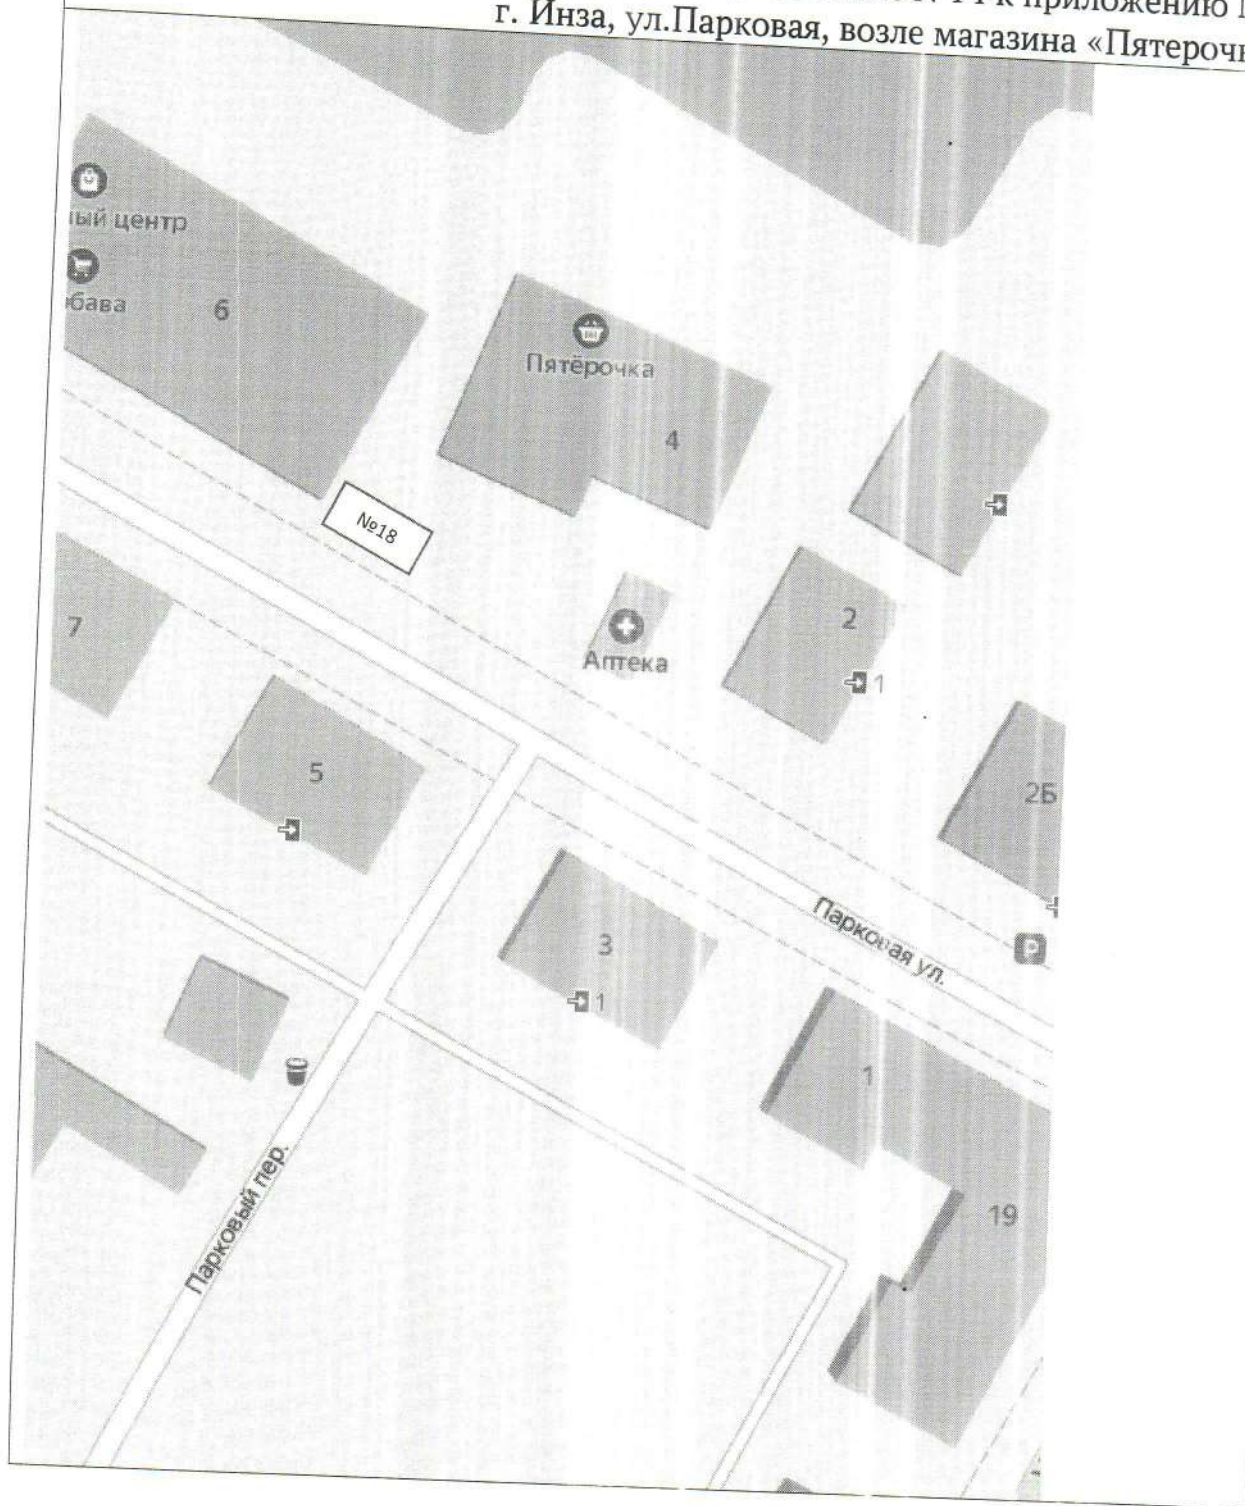 к приложению
г. Инза, ул.Парковая, возле магазина
ный центр
бава
6
Пятёрочка
4
№18
7
2
Аптека
1
5
2Б
3
Парковая ул.
P
1
1
Парковый пер.
19